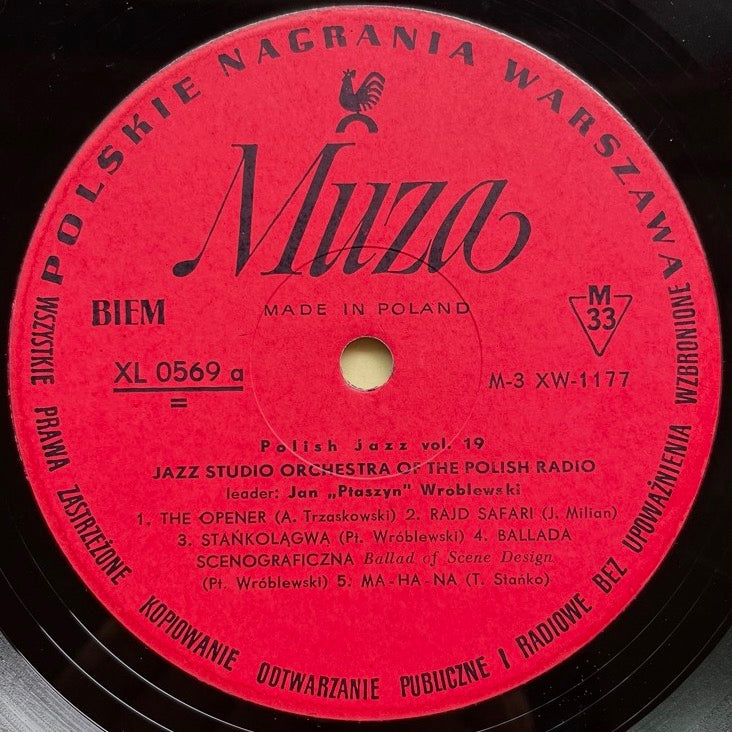 POLSKIE NAGRANIA WARSZAWA
Muza
MADE IN POLAND
BIEM
M
33
XL 0569 a
=
M-3 XW-1177
Polish jazz vol. 19
JAZZ STUDIO ORCHESTRA OF THE POLISH RADIO
leader: Jan „Ptaszyn” Wróblewski
1. THE OPENER (A. Trzaskowski) 2. RAJD SAFARI (J. Milian)
3. STAŃKOLĄGWA (Pt. Wróblewski) 4. BALLADA
SCENOGRAFICZNA Ballad of Scene Design
(Pt. Wróblewski) 5. MA-HA-NA (T. Stańko)
WSZYSTKIE PRAWA ZASTRZEŻONE KOPIOWANIE ODTWARZANIE PUBLICZNE I RADIOWE BEZ UPOWAŻNIENIA WZBRONIONE